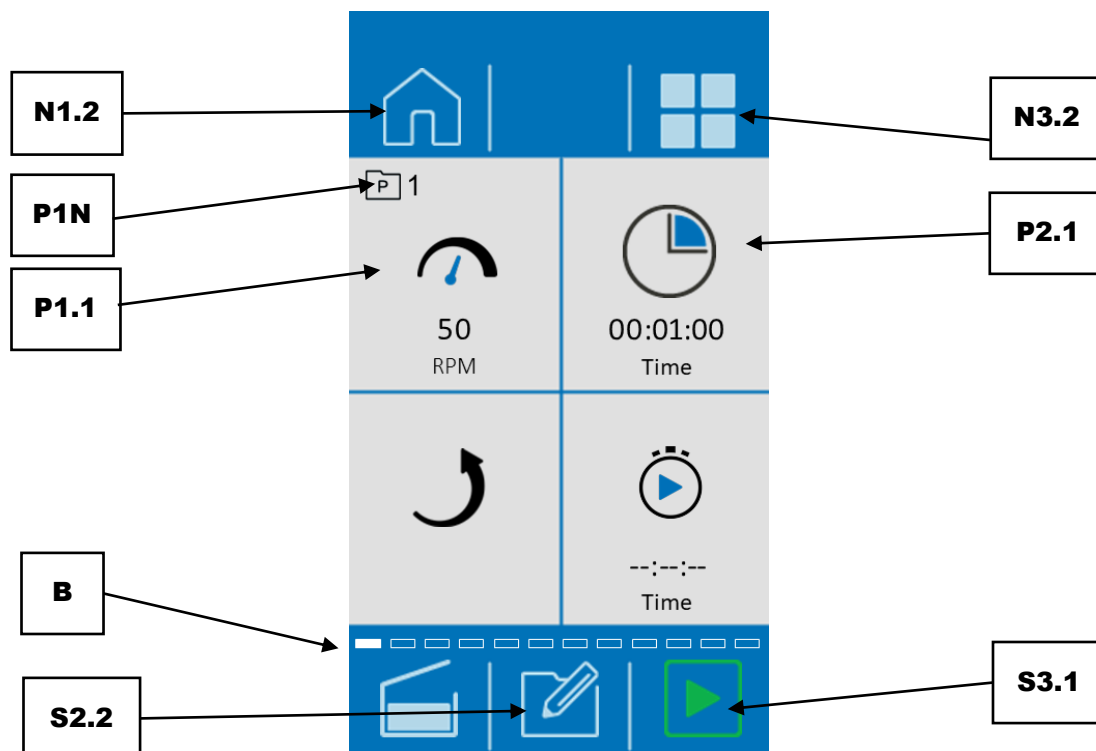 N1.2
N3.2
P1N
P 1
P2.1
P1.1
50
RPM
00:01:00
Time
--:--:--
Time
B
S2.2
S3.1